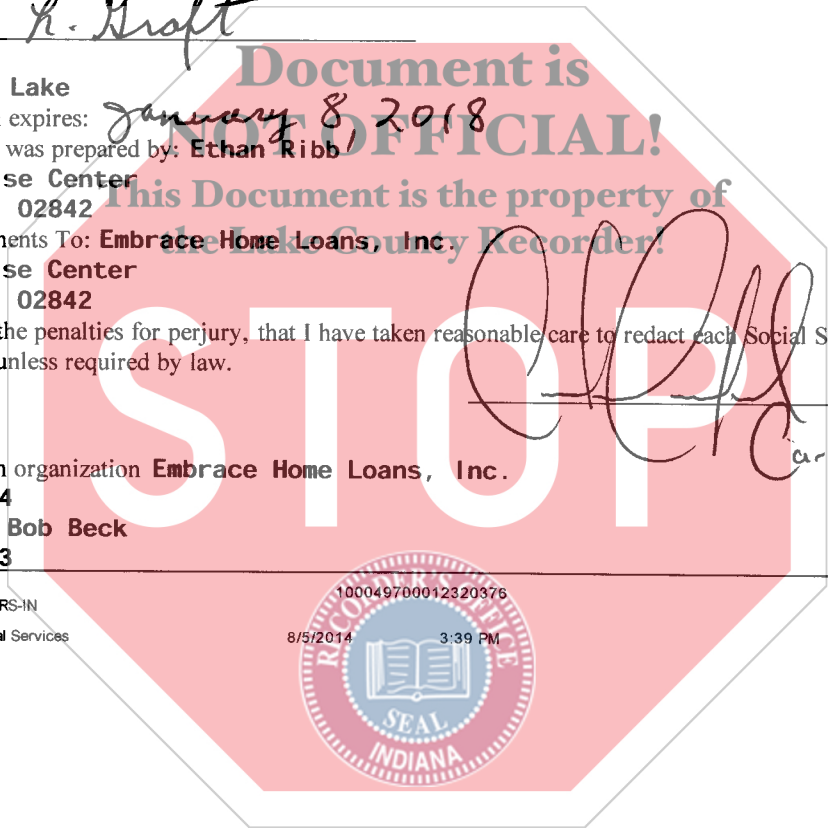 h. Graft
Document is
Lake
expires: January 8, 2018
NOT OFFICIAL!
was prepared by: Ethan Ribb
se Center
This Document is the property of
02842
ents To: Embrace Home Loans, Inc.
the Lake County Recorder!
se Center
02842
the penalties for perjury, that I have taken reasonable care to redact each Social S
unless required by law.
STOP
n organization Embrace Home Loans, Inc.
4
Bob Beck
3
100049700012320376
RS-IN
RECORDER'S OFFICE
al Services 8/5/2014 3:39 PM
SEAL
INDIANA